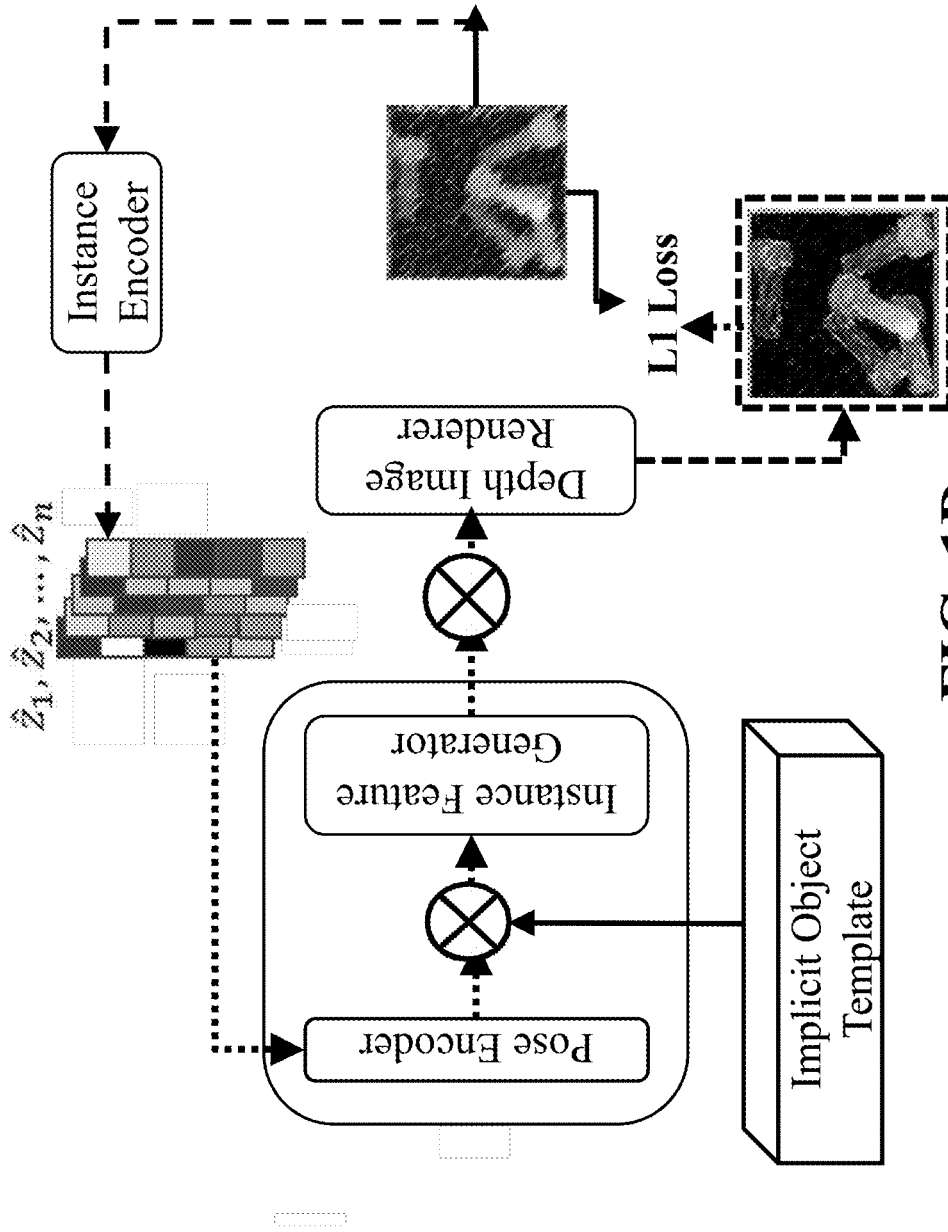 ẑ₁, ẑ₂, ⋯, ẑₙ
Instance
Encoder
Pose Encoder
Instance Feature
Generator
Depth Image
Renderer
L1 Loss
Implicit Object
Template